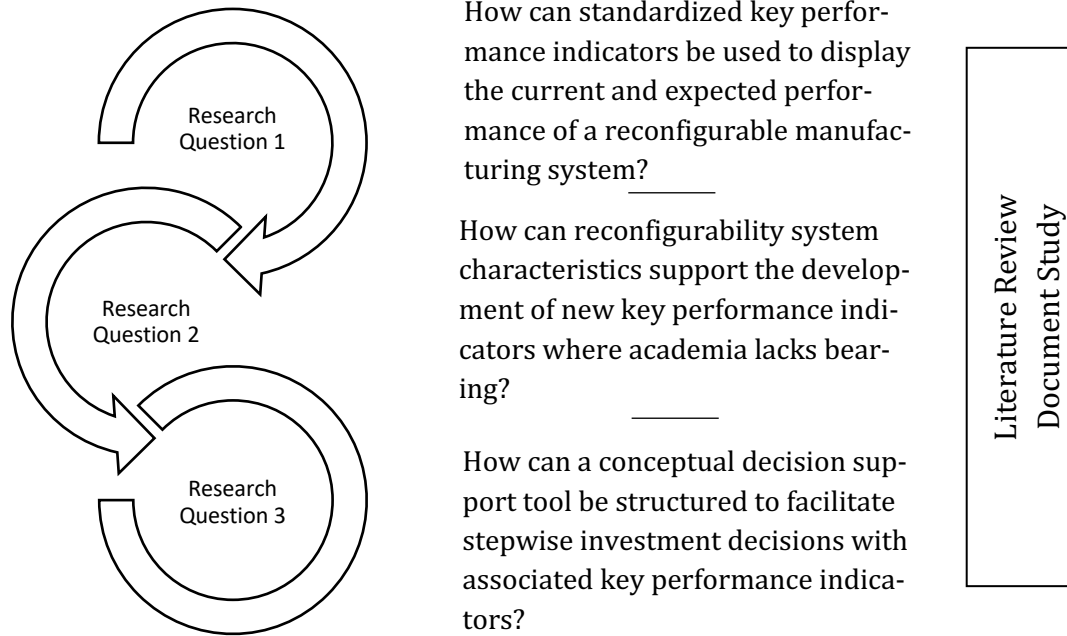 Research
Question 1
How can standardized key perfor-
mance indicators be used to display
the current and expected perfor-
mance of a reconfigurable manufac-
turing system?
Research
Question 2
How can reconfigurability system
characteristics support the develop-
ment of new key performance indi-
cators where academia lacks bear-
ing?
Research
Question 3
How can a conceptual decision sup-
port tool be structured to facilitate
stepwise investment decisions with
associated key performance indica-
tors?
Literature Review
Document Study